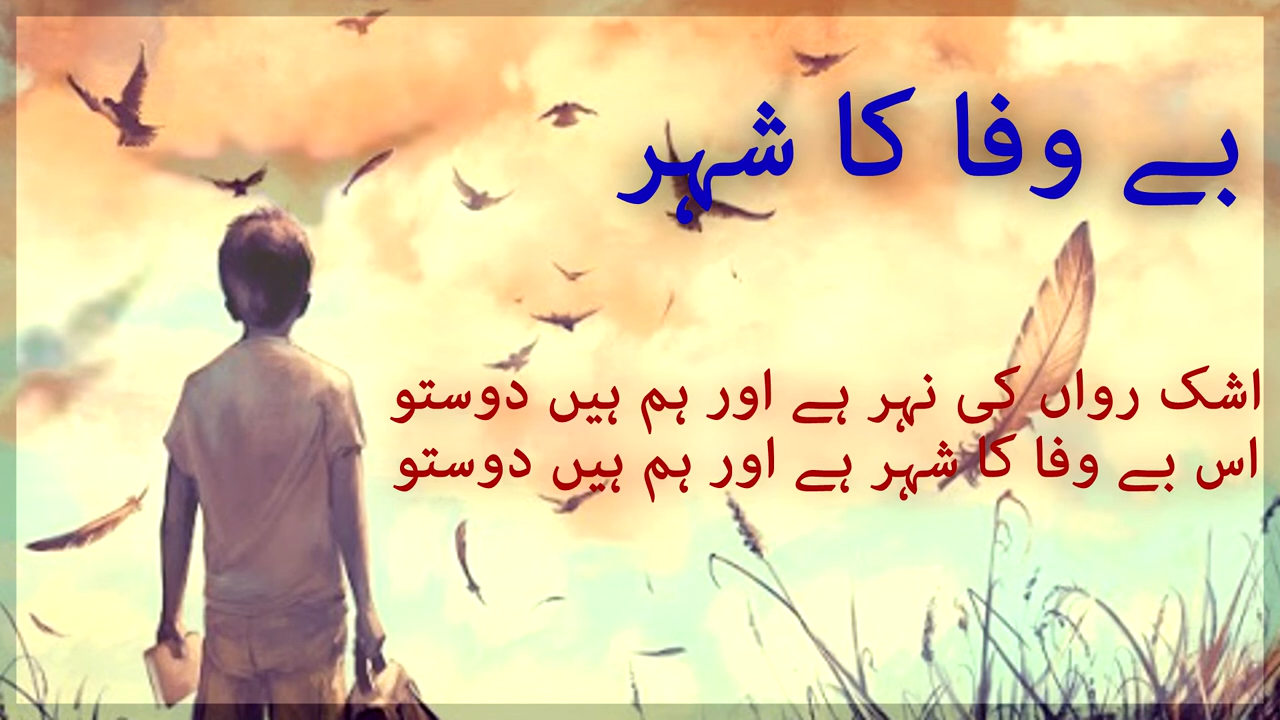 بے وفا کا شہر
اشک رواں کی نہر ہے اور ہم ہیں دوستو
اس بے وفا کا شہر ہے اور ہم ہیں دوستو